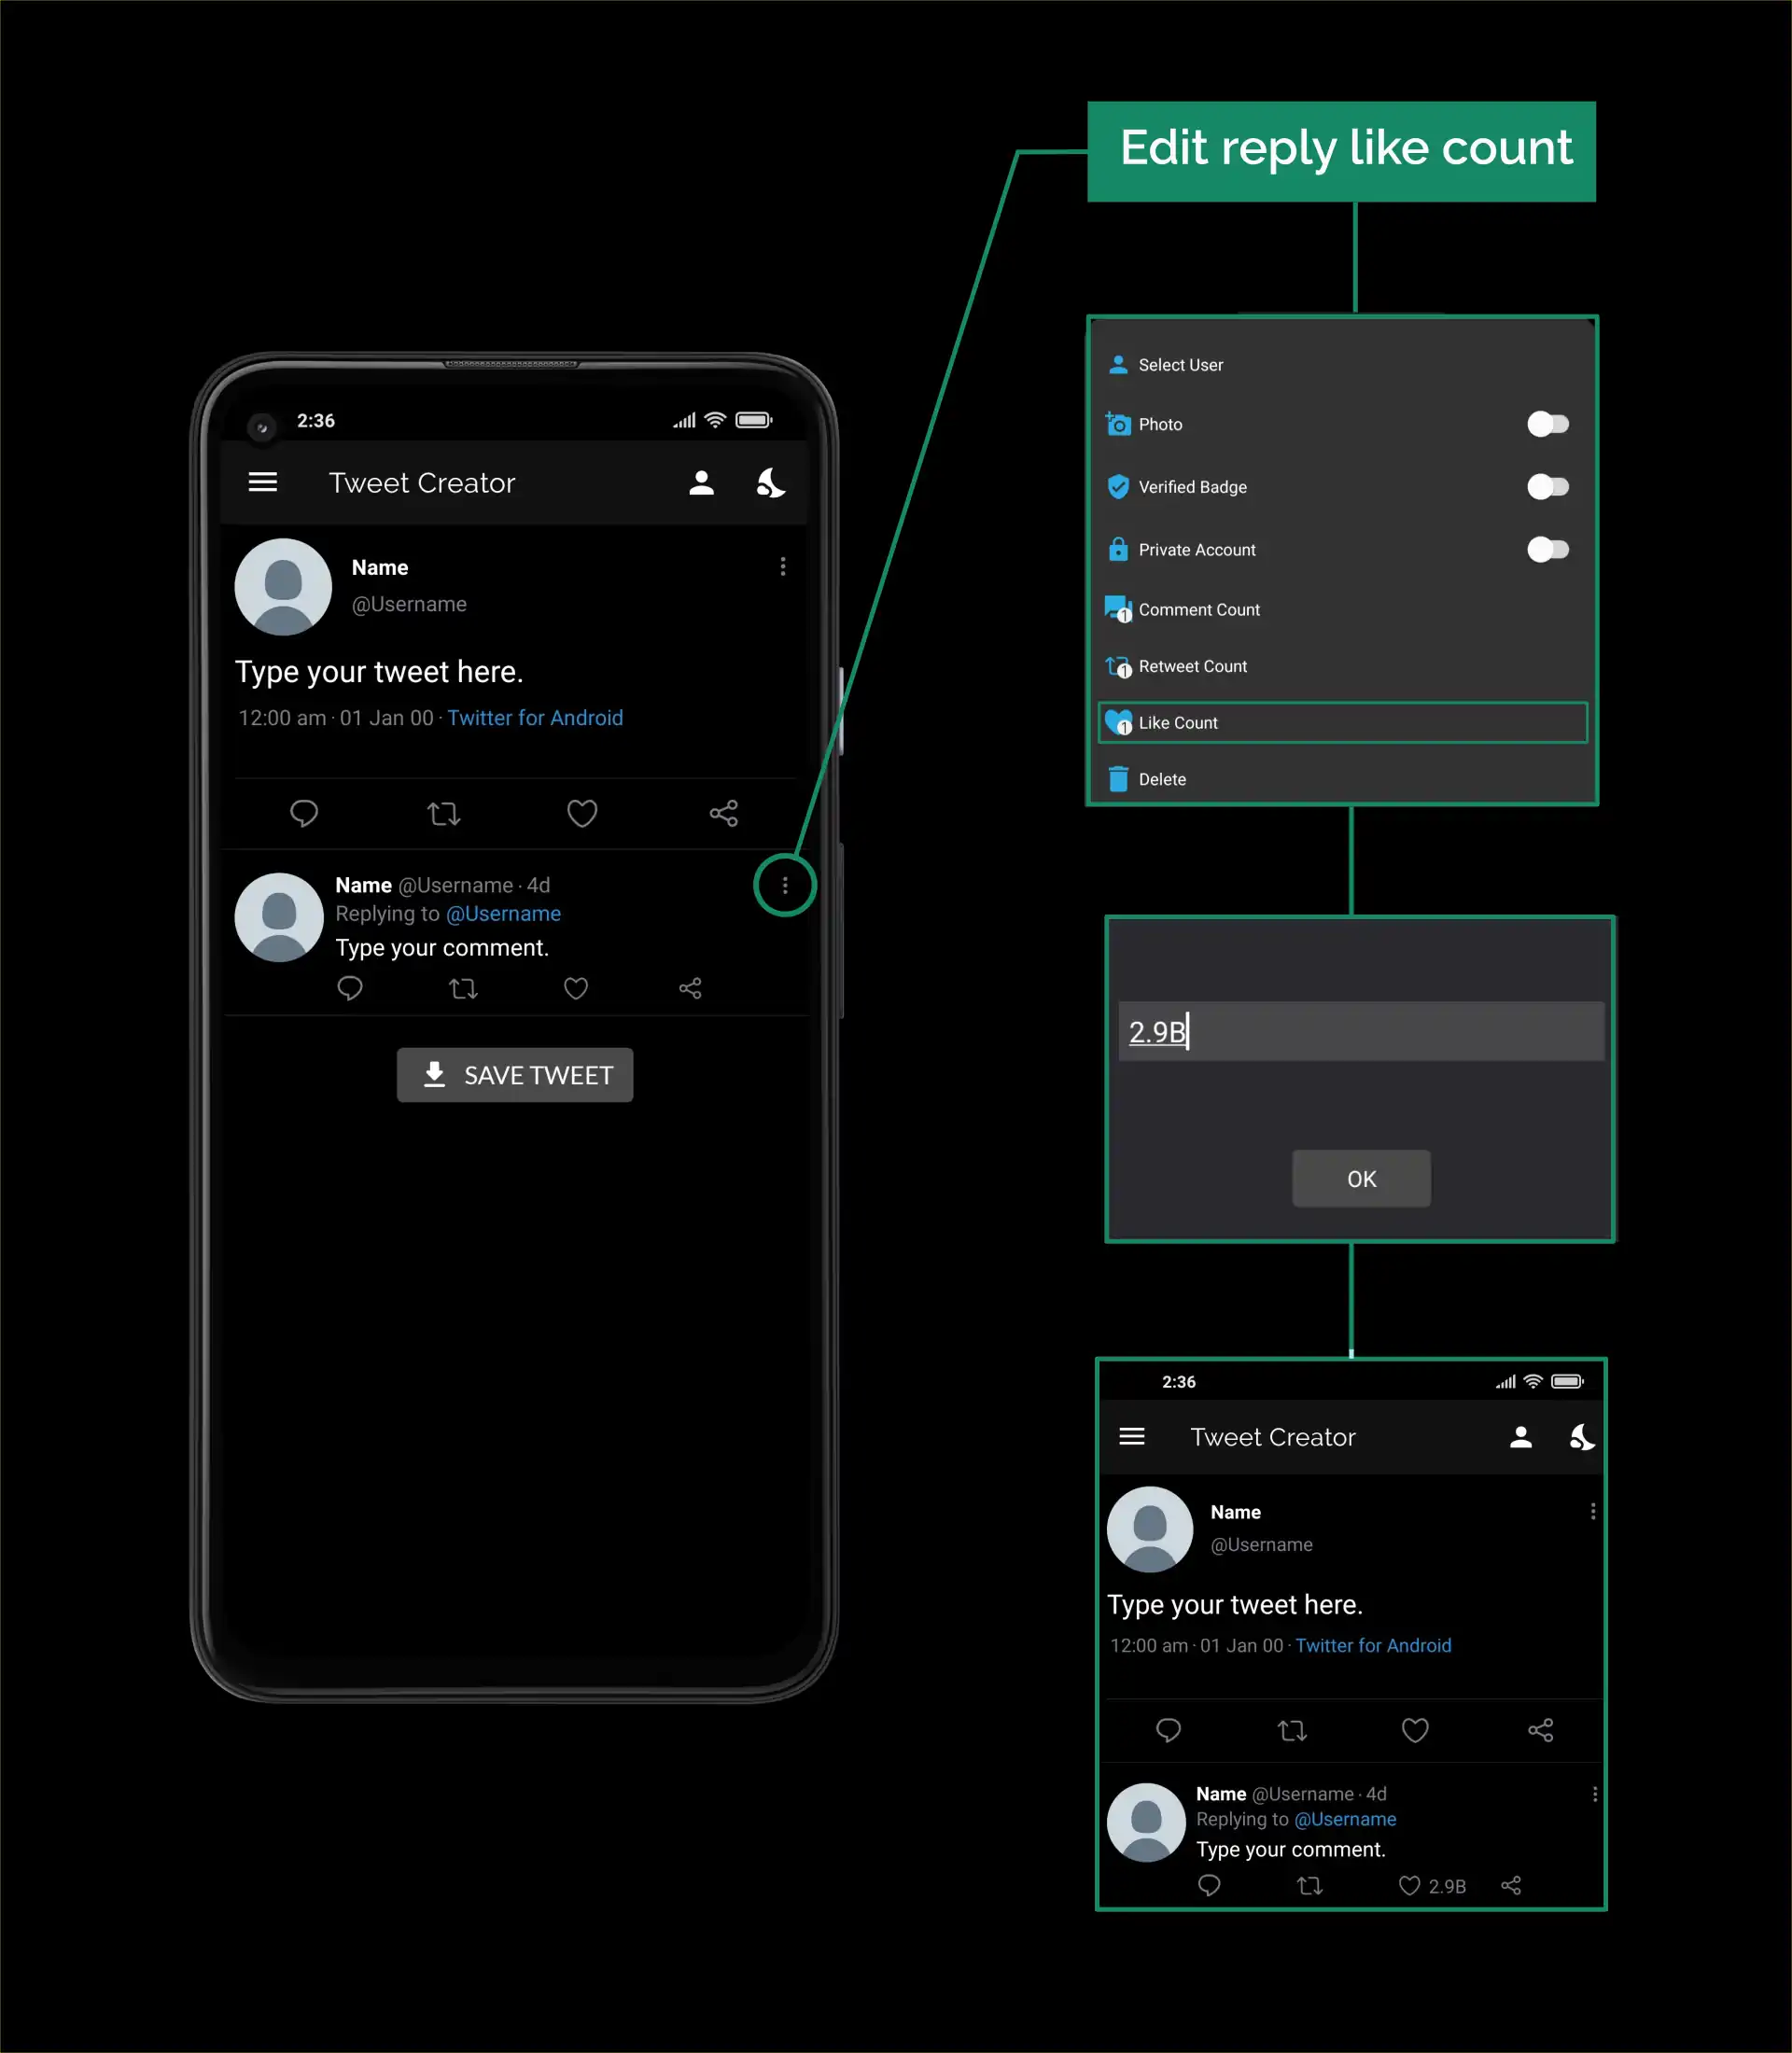 Edit reply like count
2:36
Tweet Creator
Name
@Username
Type your tweet here.
12:00 am · 01 Jan 00 · Twitter for Android
Name @Username · 4d
Replying to @Username
Type your comment.
SAVE TWEET
Select User
Photo
Verified Badge
Private Account
1 Comment Count
1 Retweet Count
1 Like Count
Delete
2.9B
OK
2:36
Tweet Creator
Name
@Username
Type your tweet here.
12:00 am · 01 Jan 00 · Twitter for Android
Name @Username · 4d
Replying to @Username
Type your comment.
2.9B